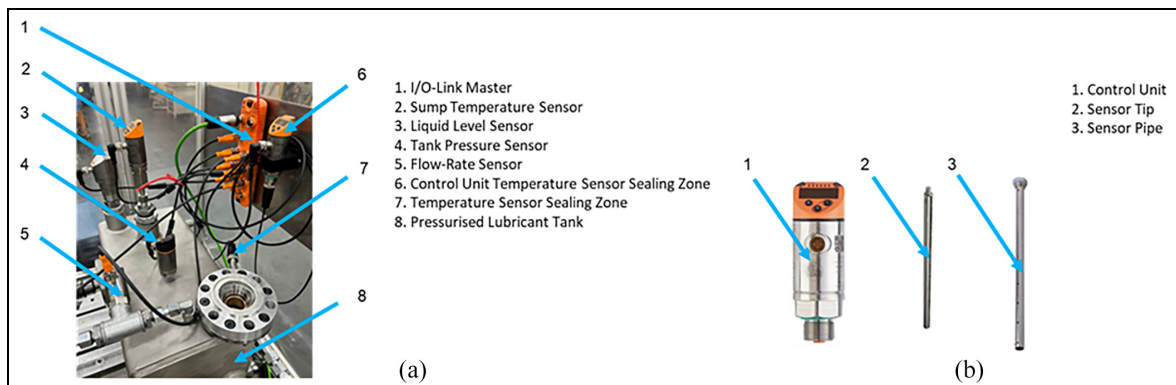 1
2
3
4
5
6
7
8
1. I/O-Link Master
2. Sump Temperature Sensor
3. Liquid Level Sensor
4. Tank Pressure Sensor
5. Flow-Rate Sensor
6. Control Unit Temperature Sensor Sealing Zone
7. Temperature Sensor Sealing Zone
8. Pressurised Lubricant Tank
(a)
1
2
3
1. Control Unit
2. Sensor Tip
3. Sensor Pipe
(b)